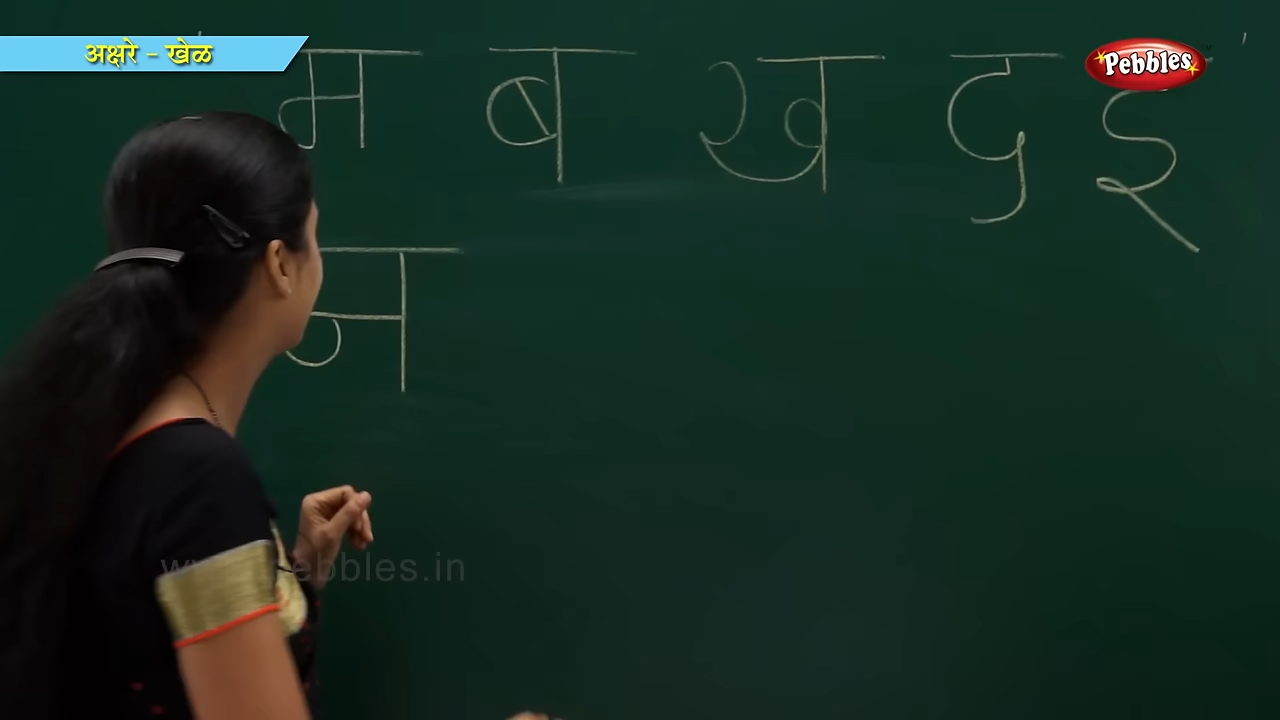 अक्षरे - खेळ
Pebbles
म ब ख द इ
न
www.pebbles.in